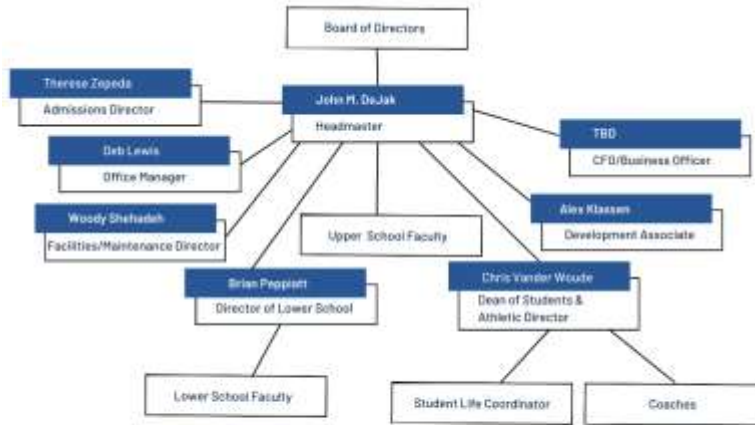 Board of Directors
Therese Zepeda
Admissions Director
John M. DeJak
Headmaster
TBD
CFO/Business Officer
Deb Lewis
Office Manager
Alex Klassen
Development Associate
Woody Shehadeh
Facilities/Maintenance Director
Upper School Faculty
Brian Peppiatt
Director of Lower School
Chris Vander Woude
Dean of Students &
Athletic Director
Lower School Faculty
Student Life Coordinator
Coaches